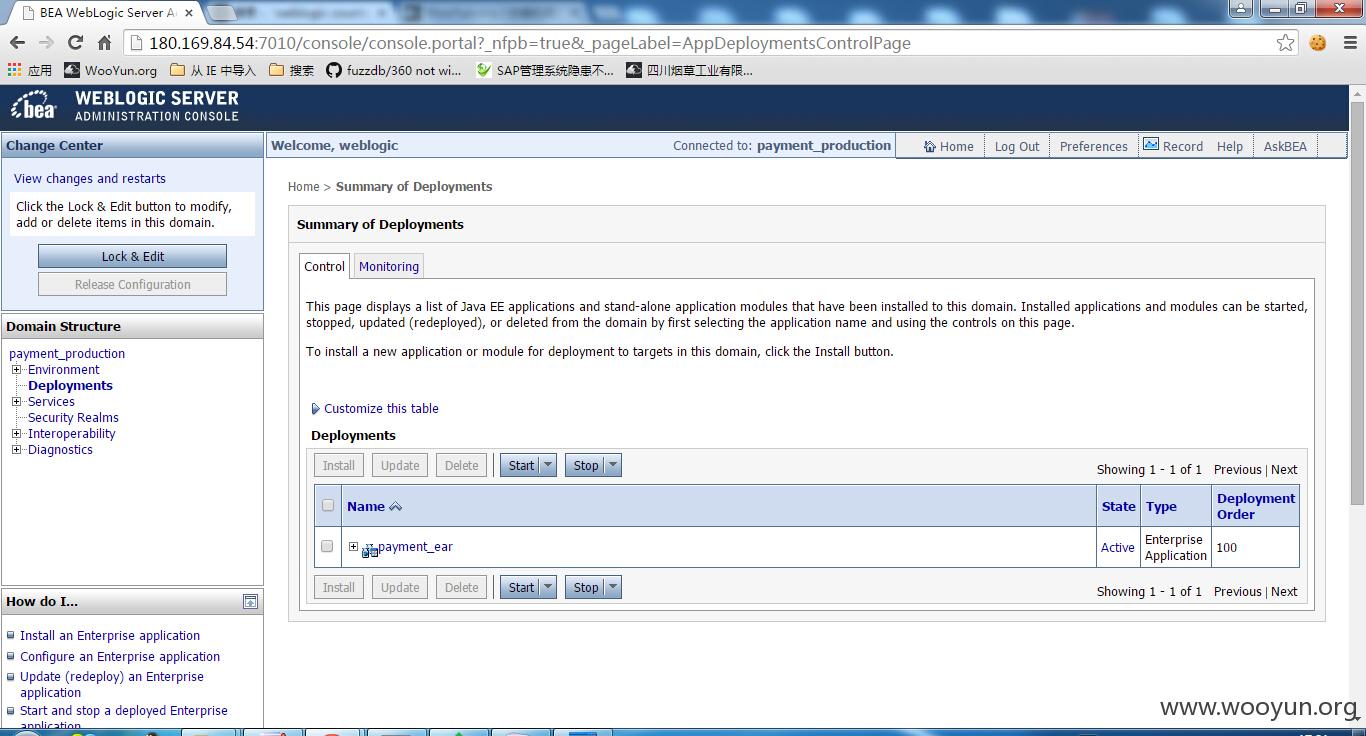 BEA WebLogic Server A
180.169.84.54:7010/console/console.portal?_nfpb=true&_pageLabel=AppDeploymentsControlPage
应用 WooYun.org 从 IE 中导入 搜索 fuzzdb/360 not wi... SAP管理系统隐患不... 四川烟草工业有限...
bea WEBLOGIC SERVER
ADMINISTRATION CONSOLE
Change Center
View changes and restarts
Click the Lock & Edit button to modify,
add or delete items in this domain.
Lock & Edit
Release Configuration
Domain Structure
payment_production
Environment
Deployments
Services
Security Realms
Interoperability
Diagnostics
How do I...
Install an Enterprise application
Configure an Enterprise application
Update (redeploy) an Enterprise
application
Start and stop a deployed Enterprise
application
Welcome, weblogic
Connected to: payment_production
Home Log Out Preferences Record Help AskBEA
Home > Summary of Deployments
Summary of Deployments
Control Monitoring
This page displays a list of Java EE applications and stand-alone application modules that have been installed to this domain. Installed applications and modules can be started,
stopped, updated (redeployed), or deleted from the domain by first selecting the application name and using the controls on this page.
To install a new application or module for deployment to targets in this domain, click the Install button.
Customize this table
Deployments
Install Update Delete Start Stop Showing 1 - 1 of 1 Previous | Next
Name State Type Deployment
Order
payment_ear Active Enterprise
Application 100
Install Update Delete Start Stop Showing 1 - 1 of 1 Previous | Next
www.wooyun.org